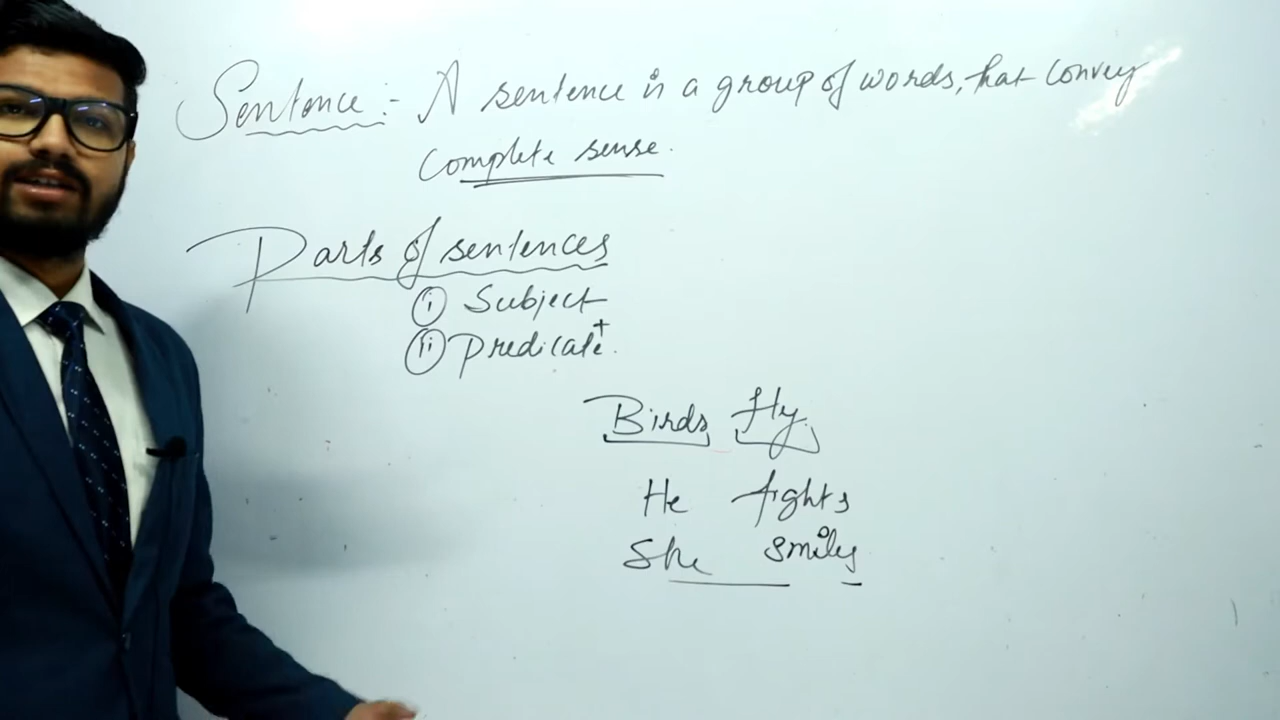 Sentence :- A sentence is a group of words, that convey
complete sense.
Parts of sentences
(i) Subject
+
(ii) Predicate.
Birds Fly.
He fights
She smiles